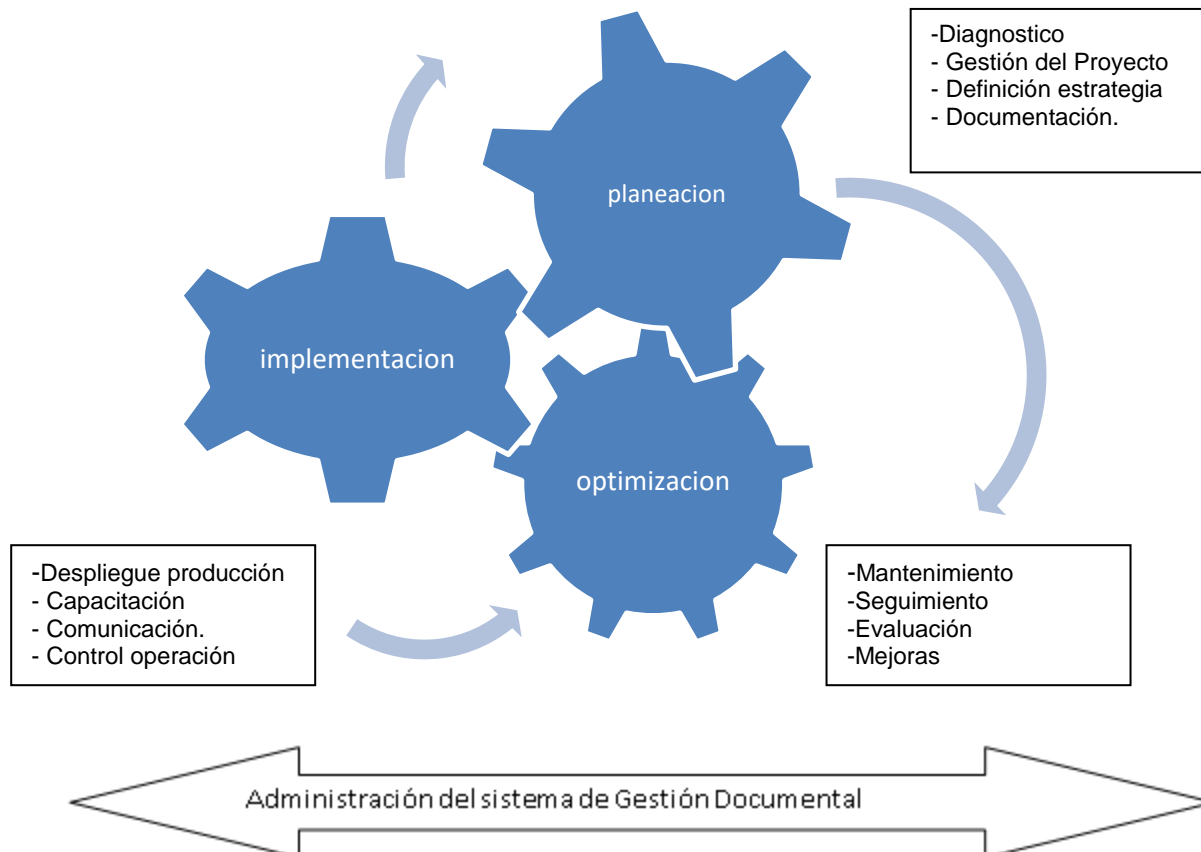 -Diagnostico
- Gestión del Proyecto
- Definición estrategia
- Documentación.
planeacion
implementacion
optimizacion
-Despliegue producción
- Capacitación
- Comunicación.
- Control operación
-Mantenimiento
-Seguimiento
-Evaluación
-Mejoras
Administración del sistema de Gestión Documental